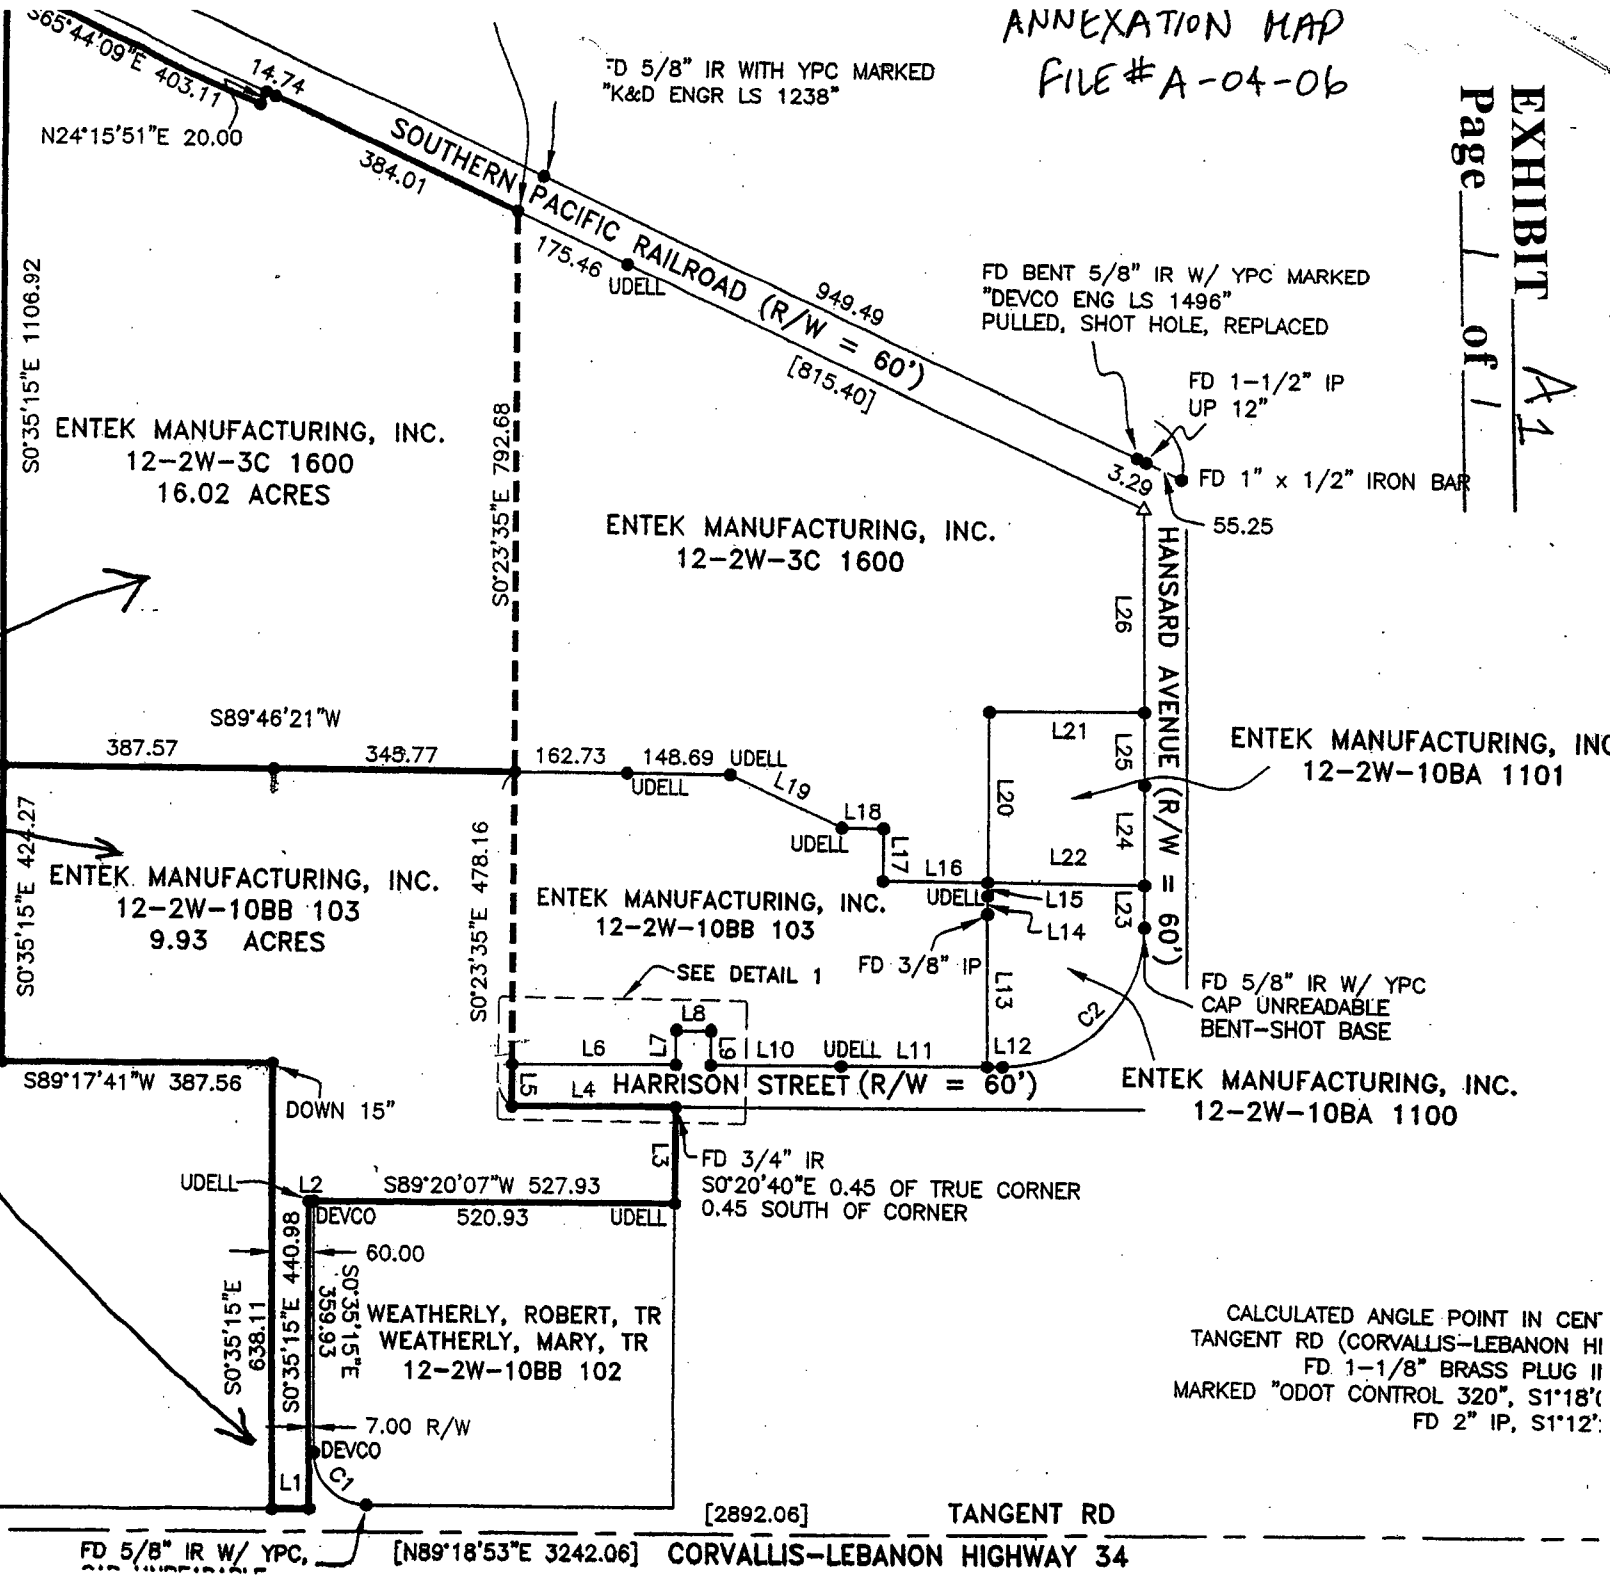 ANNEXATION MAP
FILE # A-04-06
EXHIBIT A1
Page 1 of 1
S65°44'09"E 403.11
14.74
N24°15'51"E 20.00
384.01
FD 5/8" IR WITH YPC MARKED
"K&D ENGR LS 1238"
SOUTHERN PACIFIC RAILROAD (R/W = 60')
175.46
UDELL
949.49
[815.40]
FD BENT 5/8" IR W/ YPC MARKED
"DEVCO ENG LS 1496"
PULLED, SHOT HOLE, REPLACED
FD 1-1/2" IP
UP 12"
3.29
FD 1" x 1/2" IRON BAR
55.25
S0°35'15"E 1106.92
ENTEK MANUFACTURING, INC.
12-2W-3C 1600
16.02 ACRES
S0°23'35"E 792.68
ENTEK MANUFACTURING, INC.
12-2W-3C 1600
HANSARD AVENUE (R/W = 60')
L26
S89°46'21"W
387.57
349.77
162.73
148.69
UDELL
UDELL
L19
L18
UDELL
L17
L16
L20
L21
L25
L24
L22
L23
UDELL
L15
L14
ENTEK MANUFACTURING, INC
12-2W-10BA 1101
S0°35'15"E 424.27
ENTEK MANUFACTURING, INC.
12-2W-10BB 103
9.93 ACRES
S0°23'35"E 478.16
ENTEK MANUFACTURING, INC.
12-2W-10BB 103
FD 3/8" IP
SEE DETAIL 1
L13
C2
FD 5/8" IR W/ YPC
CAP UNREADABLE
BENT-SHOT BASE
L8
L6
L7
L9
L10
UDELL
L11
L12
S89°17'41"W 387.56
DOWN 15"
L5
L4
HARRISON STREET (R/W = 60')
ENTEK MANUFACTURING, INC.
12-2W-10BA 1100
L3
FD 3/4" IR
S0°20'40"E 0.45 OF TRUE CORNER
0.45 SOUTH OF CORNER
UDELL
L2
S89°20'07"W 527.93
DEVCO
520.93
UDELL
60.00
S0°35'15"E
638.11
S0°35'15"E 440.98
S0°35'15"E
359.93
WEATHERLY, ROBERT, TR
WEATHERLY, MARY, TR
12-2W-10BB 102
7.00 R/W
DEVCO
L1
C1
CALCULATED ANGLE POINT IN CEN
TANGENT RD (CORVALLIS-LEBANON HI
FD 1-1/8" BRASS PLUG I
MARKED "ODOT CONTROL 320", S1°18'0
FD 2" IP, S1°12'
[2892.06]
TANGENT RD
FD 5/8" IR W/ YPC,
[N89°18'53"E 3242.06]
CORVALLIS-LEBANON HIGHWAY 34